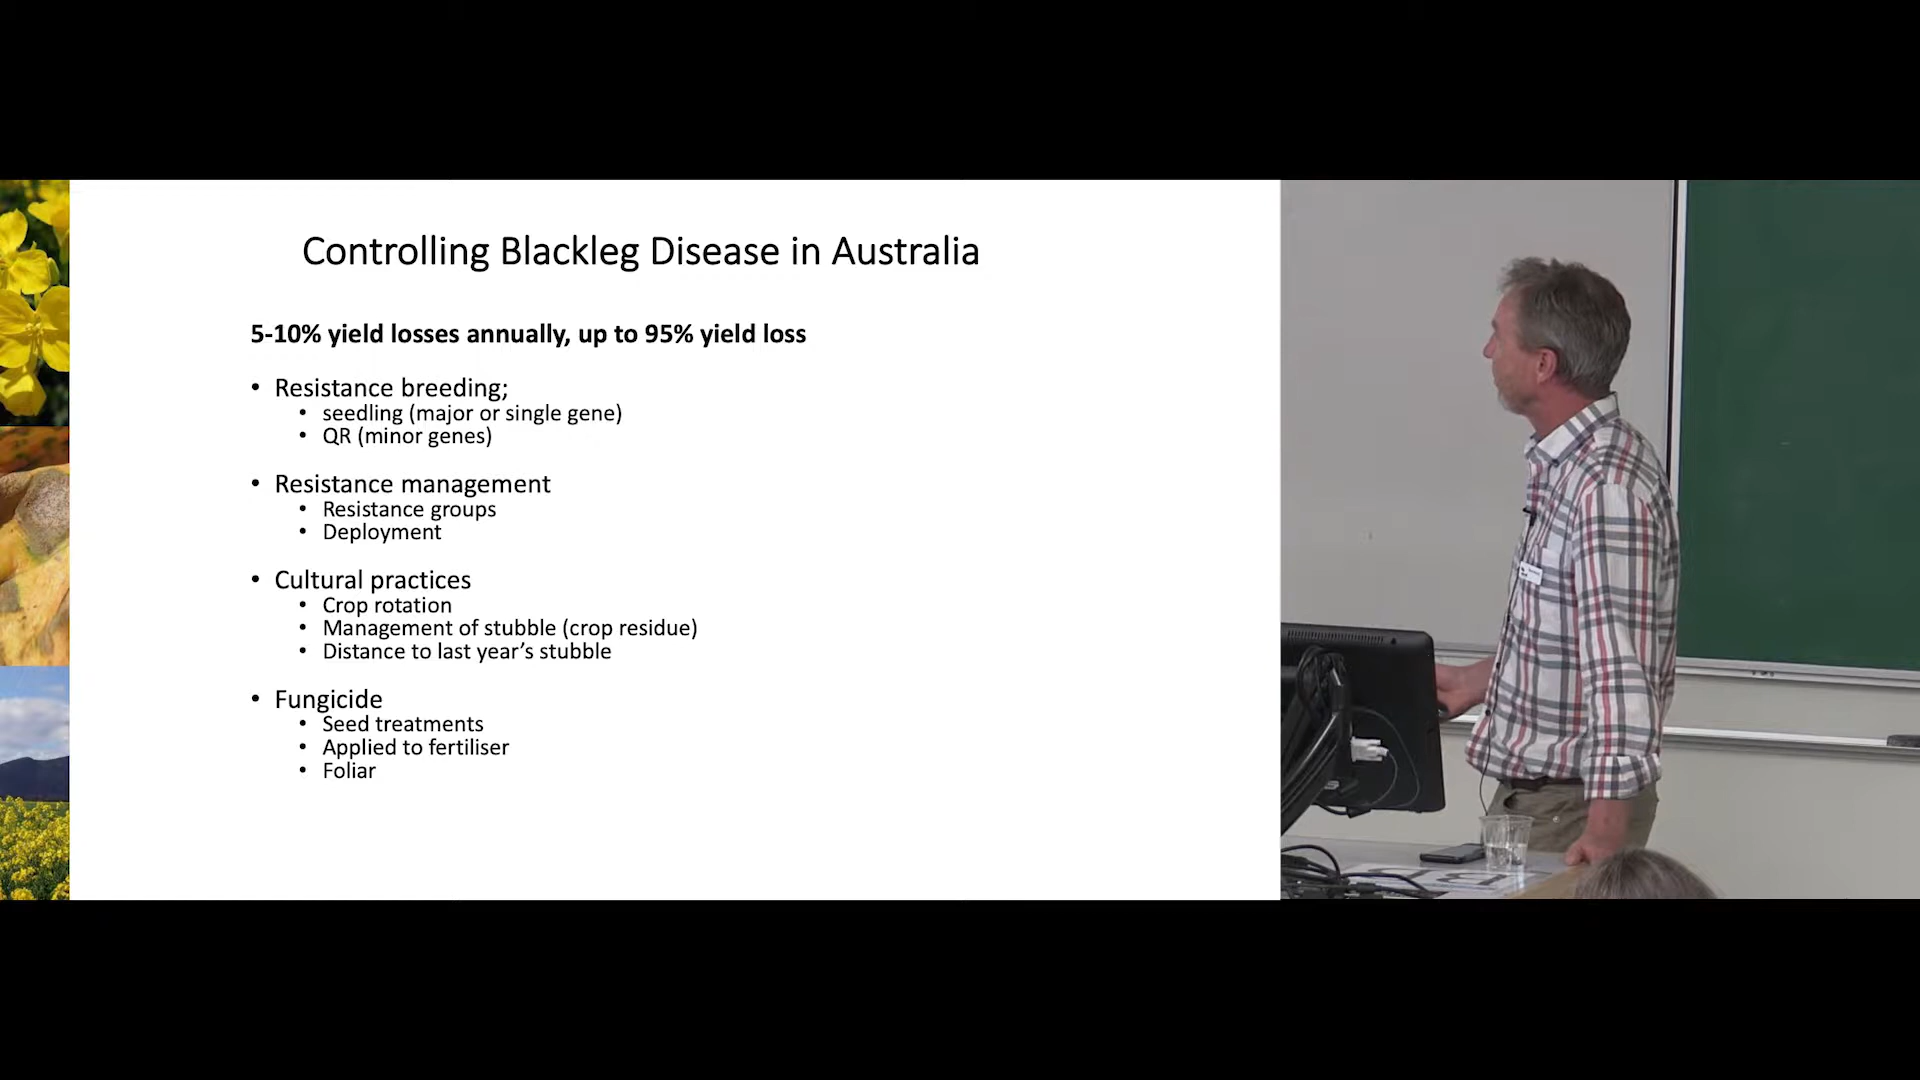 Controlling Blackleg Disease in Australia
5-10% yield losses annually, up to 95% yield loss
• Resistance breeding;
• seedling (major or single gene)
• QR (minor genes)
• Resistance management
• Resistance groups
• Deployment
• Cultural practices
• Crop rotation
• Management of stubble (crop residue)
• Distance to last year's stubble
• Fungicide
• Seed treatments
• Applied to fertiliser
• Foliar